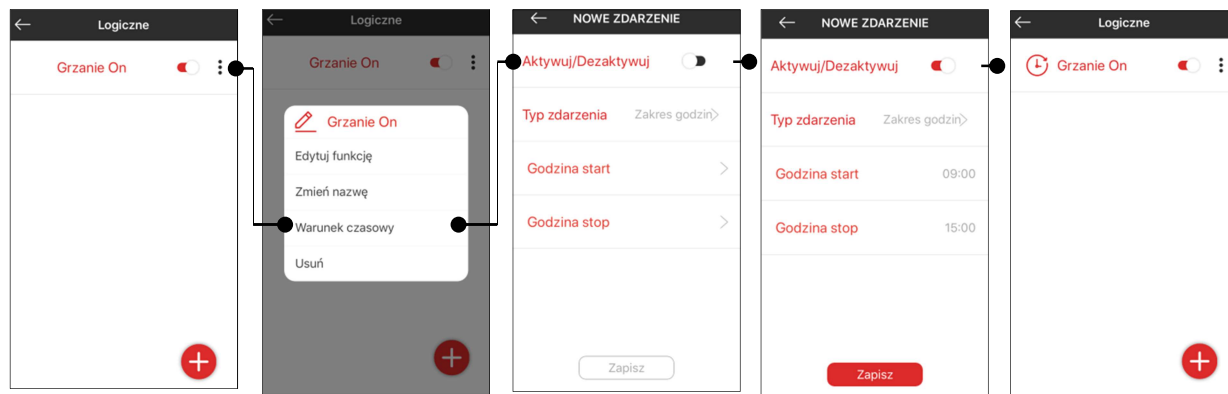 Logiczne
Grzanie On
Logiczne
Grzanie On
Grzanie On
Edytuj funkcję
Zmień nazwę
Warunek czasowy
Usuń
NOWE ZDARZENIE
Aktywuj/Dezaktywuj
Typ zdarzenia Zakres godzin
Godzina start
Godzina stop
Zapisz
NOWE ZDARZENIE
Aktywuj/Dezaktywuj
Typ zdarzenia Zakres godzin
Godzina start 09:00
Godzina stop 15:00
Zapisz
Logiczne
Grzanie On